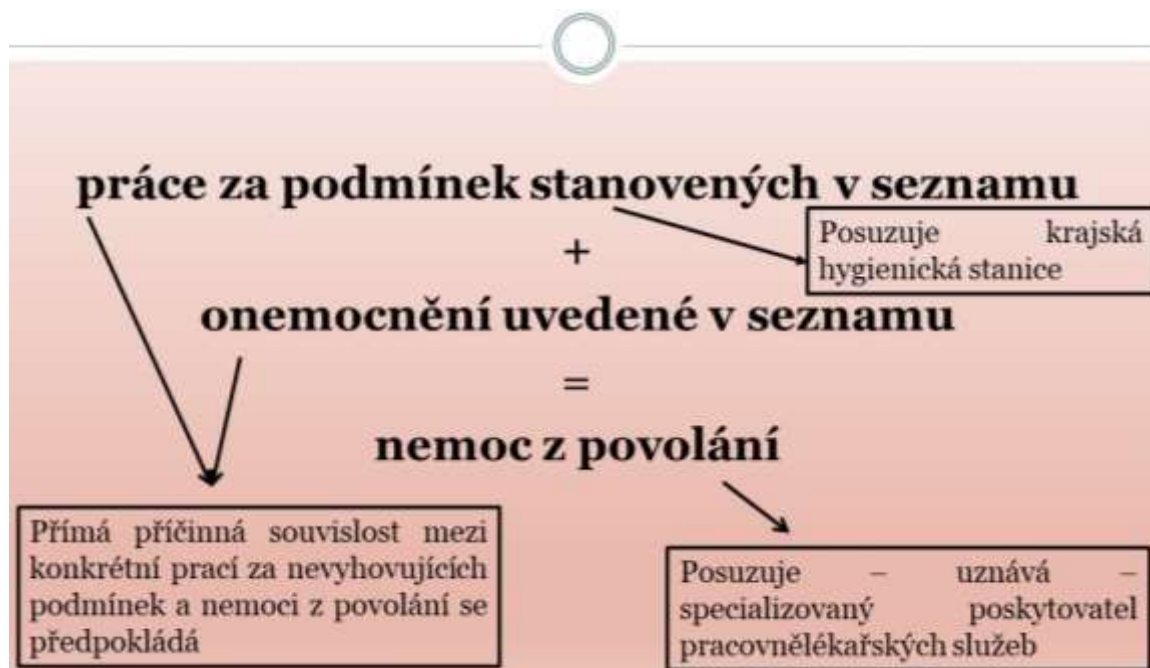 práce za podmínek stanovených v seznamu
Posuzuje krajská
hygienická stanice
+
onemocnění uvedené v seznamu
=
nemoc z povolání
Přímá příčinná souvislost mezi
konkrétní prací za nevyhovujících
podmínek a nemoci z povolání se
předpokládá
Posuzuje – uznává –
specializovaný poskytovatel
pracovnělékařských služeb